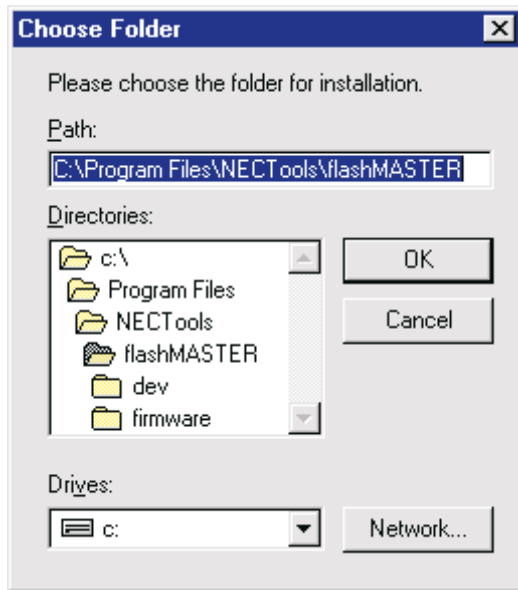 Choose Folder
Please choose the folder for installation.
Path:
C:\Program Files\NECTools\flashMASTER
Directories:
c:\
Program Files
NECTools
flashMASTER
dev
firmware
OK
Cancel
Drives:
c:
Network...